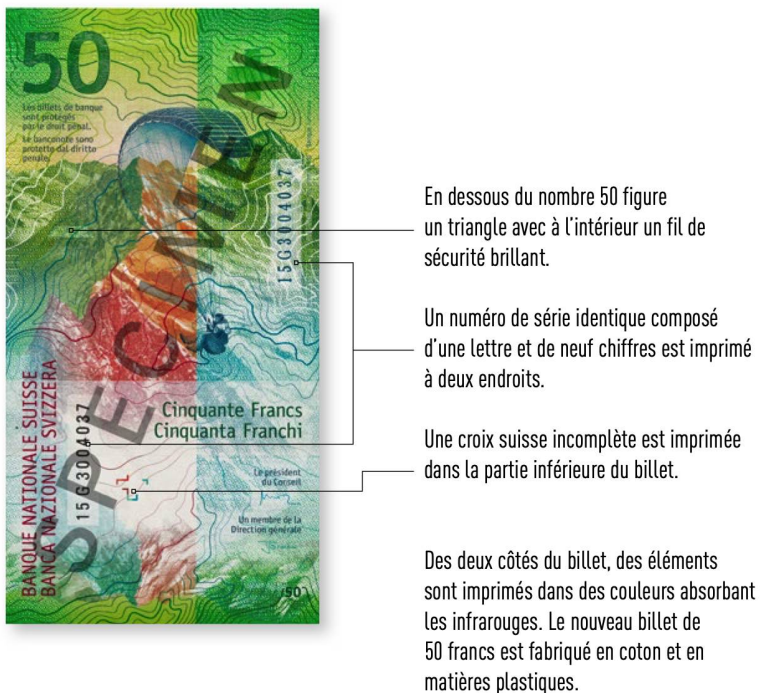 50
Les billets de banque
sont protégés
par le droit pénal.
Le banconote sono
protette dal diritto
penale.
SPECIMEN
15G3004037
En dessous du nombre 50 figure
un triangle avec à l'intérieur un fil de
sécurité brillant.
Un numéro de série identique composé
d'une lettre et de neuf chiffres est imprimé
à deux endroits.
BANQUE NATIONALE SUISSE
BANCA NAZIONALE SVIZZERA
15G3004037
Cinquante Francs
Cinquanta Franchi
Le président
du Conseil
Un membre de la
Direction générale
50
Une croix suisse incomplète est imprimée
dans la partie inférieure du billet.
Des deux côtés du billet, des éléments
sont imprimés dans des couleurs absorbant
les infrarouges. Le nouveau billet de
50 francs est fabriqué en coton et en
matières plastiques.